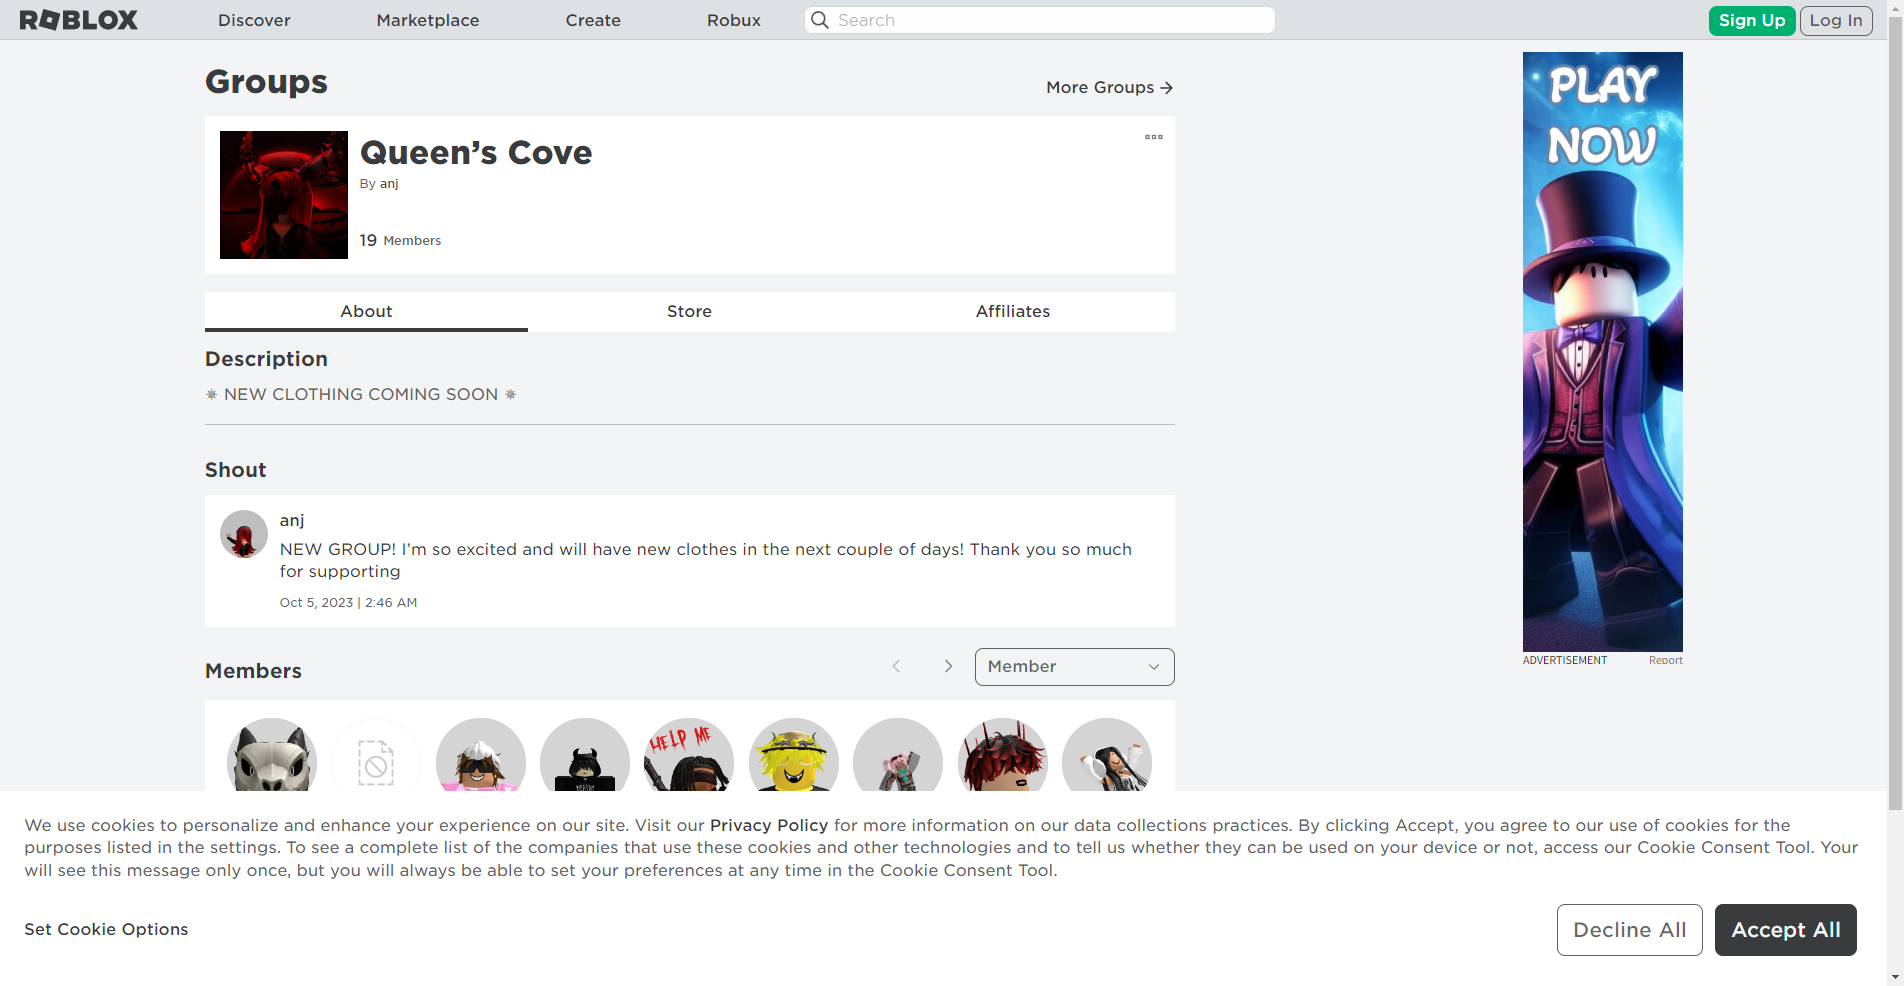 ROBLOX
Discover
Marketplace
Create
Robux
Search
Sign Up
Log In
Groups
More Groups →
Queen’s Cove
By anj
19 Members
About
Store
Affiliates
Description
✵ NEW CLOTHING COMING SOON ✵
Shout
anj
NEW GROUP! I’m so excited and will have new clothes in the next couple of days! Thank you so much
for supporting
Oct 5, 2023 | 2:46 AM
Members
Member
HELP ME
PLAY
NOW
ADVERTISEMENT
Report
We use cookies to personalize and enhance your experience on our site. Visit our Privacy Policy for more information on our data collections practices. By clicking Accept, you agree to our use of cookies for the
purposes listed in the settings. To see a complete list of the companies that use these cookies and other technologies and to tell us whether they can be used on your device or not, access our Cookie Consent Tool. Your
will see this message only once, but you will always be able to set your preferences at any time in the Cookie Consent Tool.
Set Cookie Options
Decline All
Accept All